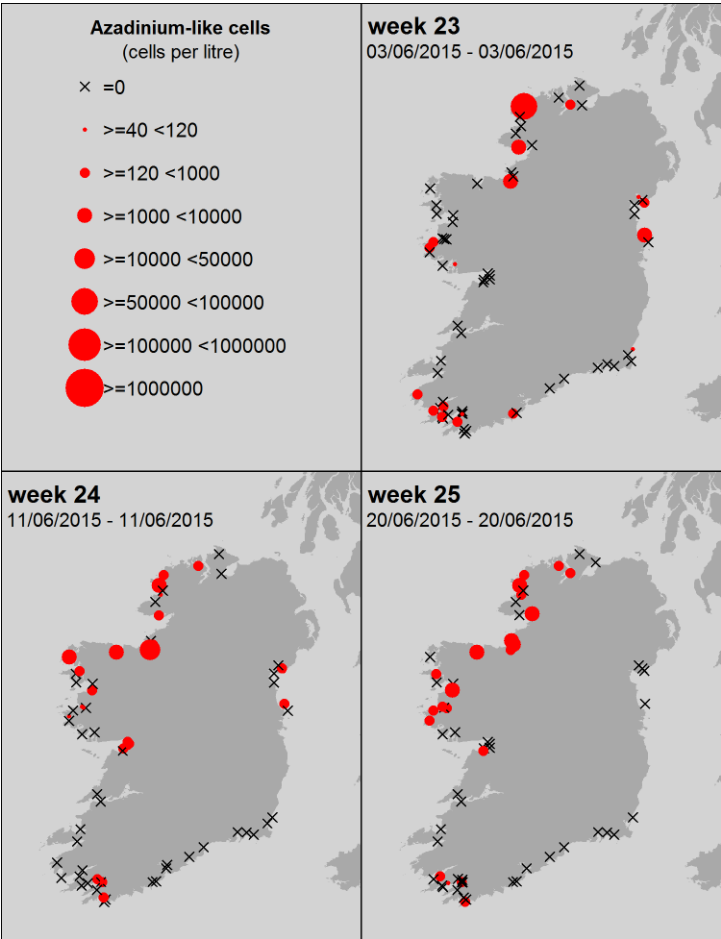 Azadinium-like cells
(cells per litre)
=0
>=40 <120
>=120 <1000
>=1000 <10000
>=10000 <50000
>=50000 <100000
>=100000 <1000000
>=1000000
week 23
03/06/2015 - 03/06/2015
week 24
11/06/2015 - 11/06/2015
week 25
20/06/2015 - 20/06/2015